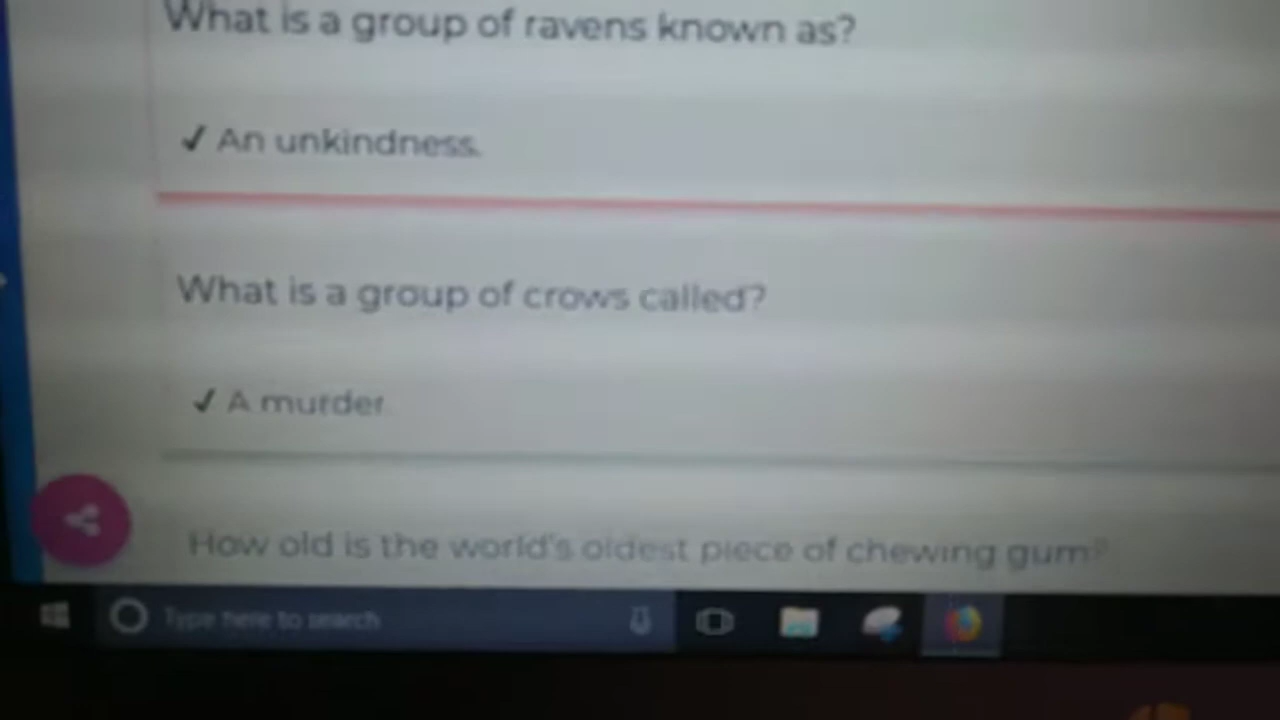 What is a group of ravens known as?
✓ An unkindness.
What is a group of crows called?
✓ A murder.
How old is the world's oldest piece of chewing gum?
Type here to search